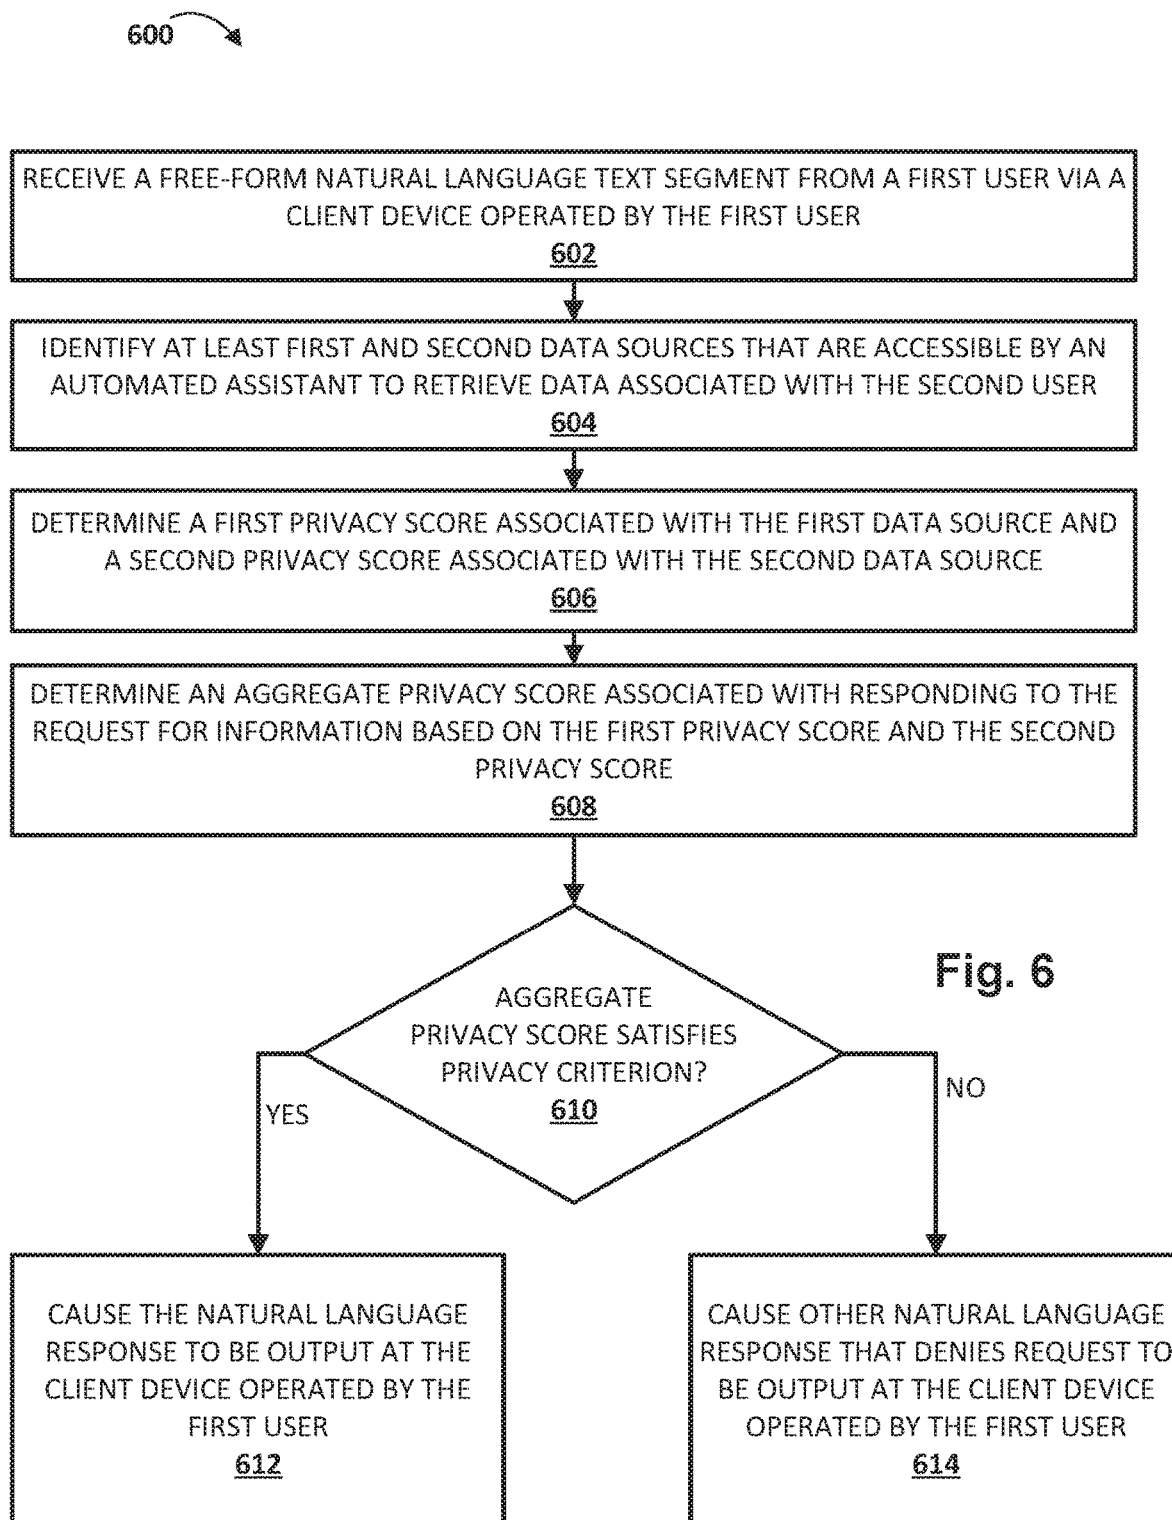 600
RECEIVE A FREE-FORM NATURAL LANGUAGE TEXT SEGMENT FROM A FIRST USER VIA A
CLIENT DEVICE OPERATED BY THE FIRST USER
602
IDENTIFY AT LEAST FIRST AND SECOND DATA SOURCES THAT ARE ACCESSIBLE BY AN
AUTOMATED ASSISTANT TO RETRIEVE DATA ASSOCIATED WITH THE SECOND USER
604
DETERMINE A FIRST PRIVACY SCORE ASSOCIATED WITH THE FIRST DATA SOURCE AND
A SECOND PRIVACY SCORE ASSOCIATED WITH THE SECOND DATA SOURCE
606
DETERMINE AN AGGREGATE PRIVACY SCORE ASSOCIATED WITH RESPONDING TO THE
REQUEST FOR INFORMATION BASED ON THE FIRST PRIVACY SCORE AND THE SECOND
PRIVACY SCORE
608
Fig. 6
AGGREGATE
PRIVACY SCORE SATISFIES
PRIVACY CRITERION?
610
YES
NO
CAUSE THE NATURAL LANGUAGE
RESPONSE TO BE OUTPUT AT THE
CLIENT DEVICE OPERATED BY THE
FIRST USER
612
CAUSE OTHER NATURAL LANGUAGE
RESPONSE THAT DENIES REQUEST TO
BE OUTPUT AT THE CLIENT DEVICE
OPERATED BY THE FIRST USER
614